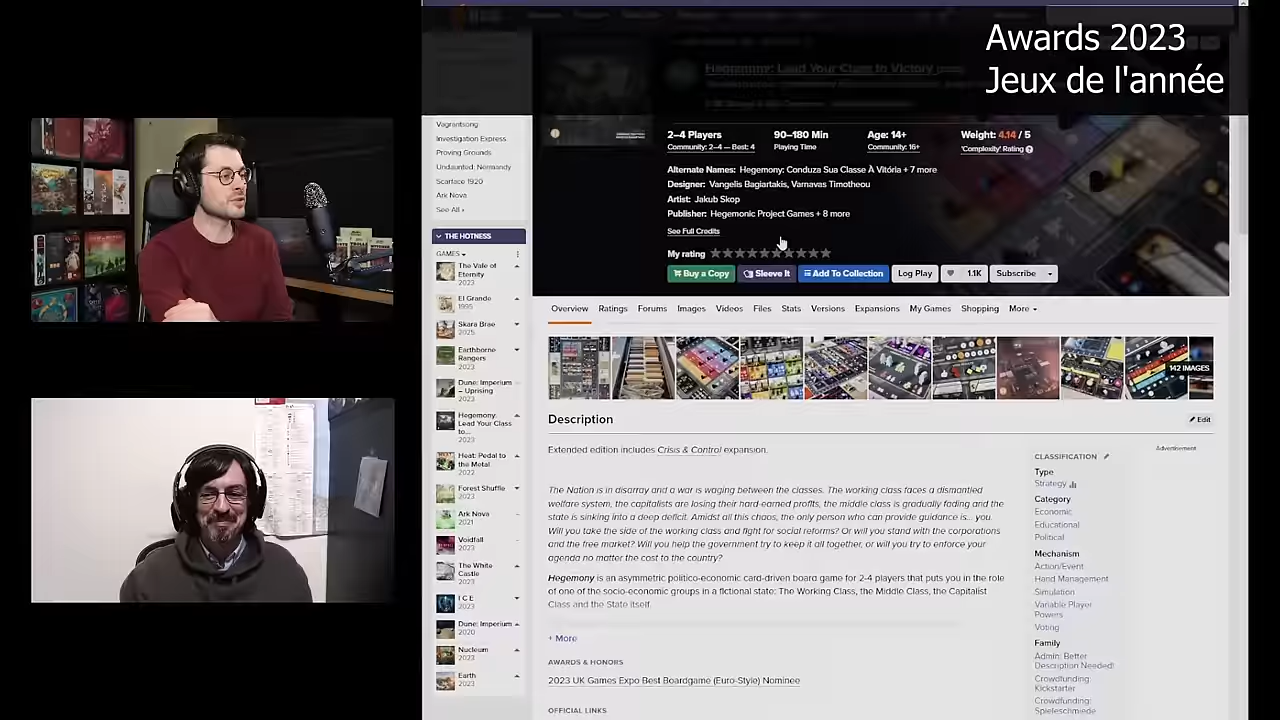 Awards 2023
Jeux de l'année
Hegemony: Lead Your Class to Victory
2–4 Players
Community: 2–4 — Best: 4
90–180 Min
Playing Time
Age: 14+
Community: 16+
Weight: 4.14 / 5
'Complexity' Rating
Alternate Names: Hegemony: Conduza Sua Classe À Vitória + 7 more
Designer: Vangelis Bagiartakis, Varnavas Timotheou
Artist: Jakub Skop
Publisher: Hegemonic Project Games + 8 more
See Full Credits
My rating
Buy a Copy
Sleeve It
Add To Collection
Log Play
1.1K
Subscribe
Vagrantsong
Investigation Express
Proving Grounds
Undaunted: Normandy
Scarface 1920
Ark Nova
See All »
THE HOTNESS
GAMES
The Vale of
Eternity
2023
El Grande
1995
Skara Brae
2025
Earthborne
Rangers
2023
Dune: Imperium
– Uprising
2023
Hegemony:
Lead Your Class
to...
2023
Heat: Pedal to
the Metal
2022
Forest Shuffle
2023
Ark Nova
2021
Voidfall
2023
The White
Castle
2023
I C E
2023
Dune: Imperium
2020
Nucleum
2023
Earth
2023
Overview
Ratings
Forums
Images
Videos
Files
Stats
Versions
Expansions
My Games
Shopping
More
142 IMAGES
Description
Edit
Extended edition includes Crisis & Control expansion.
The Nation is in disarray and a war is waging between the classes. The working class faces a dismantled
welfare system, the capitalists are losing their hard-earned profits, the middle class is gradually fading and the
state is sinking into a deep deficit. Amidst all this chaos, the only person who can provide guidance is... you.
Will you take the side of the working class and fight for social reforms? Or will you stand with the corporations
and the free market? Will you help the government try to keep it all together, or will you try to enforce your
agenda no matter the cost to the country?
Hegemony is an asymmetric politico-economic card-driven board game for 2-4 players that puts you in the role
of one of the socio-economic groups in a fictional state: The Working Class, the Middle Class, the Capitalist
Class and the State itself.
+ More
AWARDS & HONORS
2023 UK Games Expo Best Boardgame (Euro-Style) Nominee
OFFICIAL LINKS
Advertisement
CLASSIFICATION
Type
Strategy
Category
Economic
Educational
Political
Mechanism
Action/Event
Hand Management
Simulation
Variable Player
Powers
Voting
Family
Admin: Better
Description Needed!
Crowdfunding:
Kickstarter
Crowdfunding:
Spieleschmiede